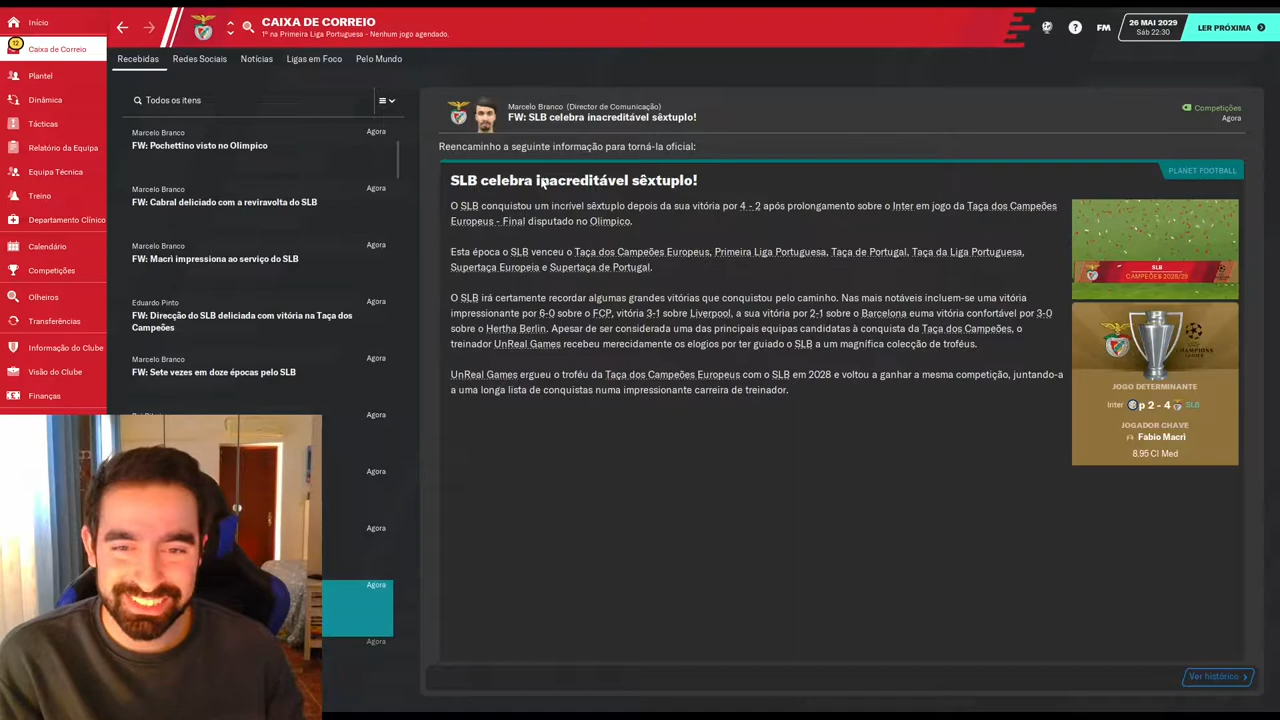 Início
Caixa de Correio
12
Plantel
Dinâmica
Tácticas
Relatório da Equipa
Equipa Técnica
Treino
Departamento Clínico
Calendário
Competições
Olheiros
Transferências
Informação do Clube
Visão do Clube
Finanças
CAIXA DE CORREIO
1º na Primeira Liga Portuguesa - Nenhum jogo agendado.
FM
26 MAI 2029
Sáb 22:30
LER PRÓXIMA
Recebidas
Redes Sociais
Notícias
Ligas em Foco
Pelo Mundo
Todos os itens
Marcelo Branco
Agora
FW: Pochettino visto no Olimpico
Marcelo Branco
Agora
FW: Cabral deliciado com a reviravolta do SLB
Marcelo Branco
Agora
FW: Macrì impressiona ao serviço do SLB
Eduardo Pinto
Agora
FW: Direcção do SLB deliciada com vitória na Taça dos
Campeões
Marcelo Branco
Agora
FW: Sete vezes em doze épocas pelo SLB
Agora
Agora
Agora
Agora
Agora
Marcelo Branco (Director de Comunicação)
FW: SLB celebra inacreditável sêxtuplo!
Competições
Agora
Reencaminho a seguinte informação para torná-la oficial:
PLANET FOOTBALL
SLB celebra inacreditável sêxtuplo!
O SLB conquistou um incrível sêxtuplo depois da sua vitória por 4 - 2 após prolongamento sobre o Inter em jogo da Taça dos Campeões
Europeus - Final disputado no Olimpico.
Esta época o SLB venceu o Taça dos Campeões Europeus, Primeira Liga Portuguesa, Taça de Portugal, Taça da Liga Portuguesa,
Supertaça Europeia e Supertaça de Portugal.
O SLB irá certamente recordar algumas grandes vitórias que conquistou pelo caminho. Nas mais notáveis incluem-se uma vitória
impressionante por 6-0 sobre o FCP, vitória 3-1 sobre Liverpool, a sua vitória por 2-1 sobre o Barcelona euma vitória confortável por 3-0
sobre o Hertha Berlin. Apesar de ser considerada uma das principais equipas candidatas à conquista da Taça dos Campeões, o
treinador UnReal Games recebeu merecidamente os elogios por ter guiado o SLB a um magnífica colecção de troféus.
UnReal Games ergueu o troféu da Taça dos Campeões Europeus com o SLB em 2028 e voltou a ganhar a mesma competição, juntando-
a uma longa lista de conquistas numa impressionante carreira de treinador.
SLB
CAMPEÕES 2028/29
CHAMPIONS
JOGO DETERMINANTE
Inter p 2 - 4 SLB
JOGADOR CHAVE
Fabio Macrì
8.95 Cl Med
Ver histórico